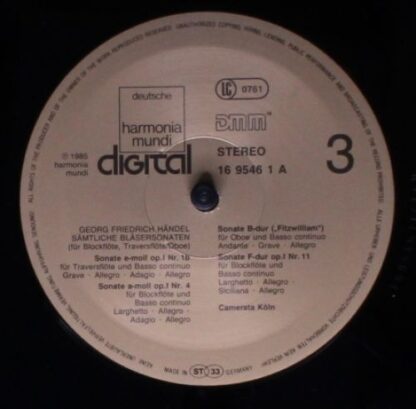 deutsche
harmonia
mundi
LC 0761
DMM
℗ 1985
harmonia
mundi
digital
STEREO
16 9546 1 A
3
GEORG FRIEDRICH HÄNDEL
SÄMTLICHE BLÄSERSONATEN
(für Blockflöte, Traversflöte/Oboe)
Sonate e-moll op.I Nr. 1b
für Traversflöte und Basso continuo
Grave · Allegro · Adagio · Allegro
Sonate a-moll op.I Nr. 4
für Blockflöte und
Basso continuo
Larghetto · Allegro ·
Adagio · Allegro
Sonate B-dur („Fitzwilliam“)
für Oboe und Basso continuo
Andante · Grave · Allegro
Sonate F-dur op.I Nr. 11
für Blockflöte und
Basso continuo
Larghetto · Allegro ·
Siciliana · Allegro
Camerata Köln
MADE IN ST 33 GERMANY